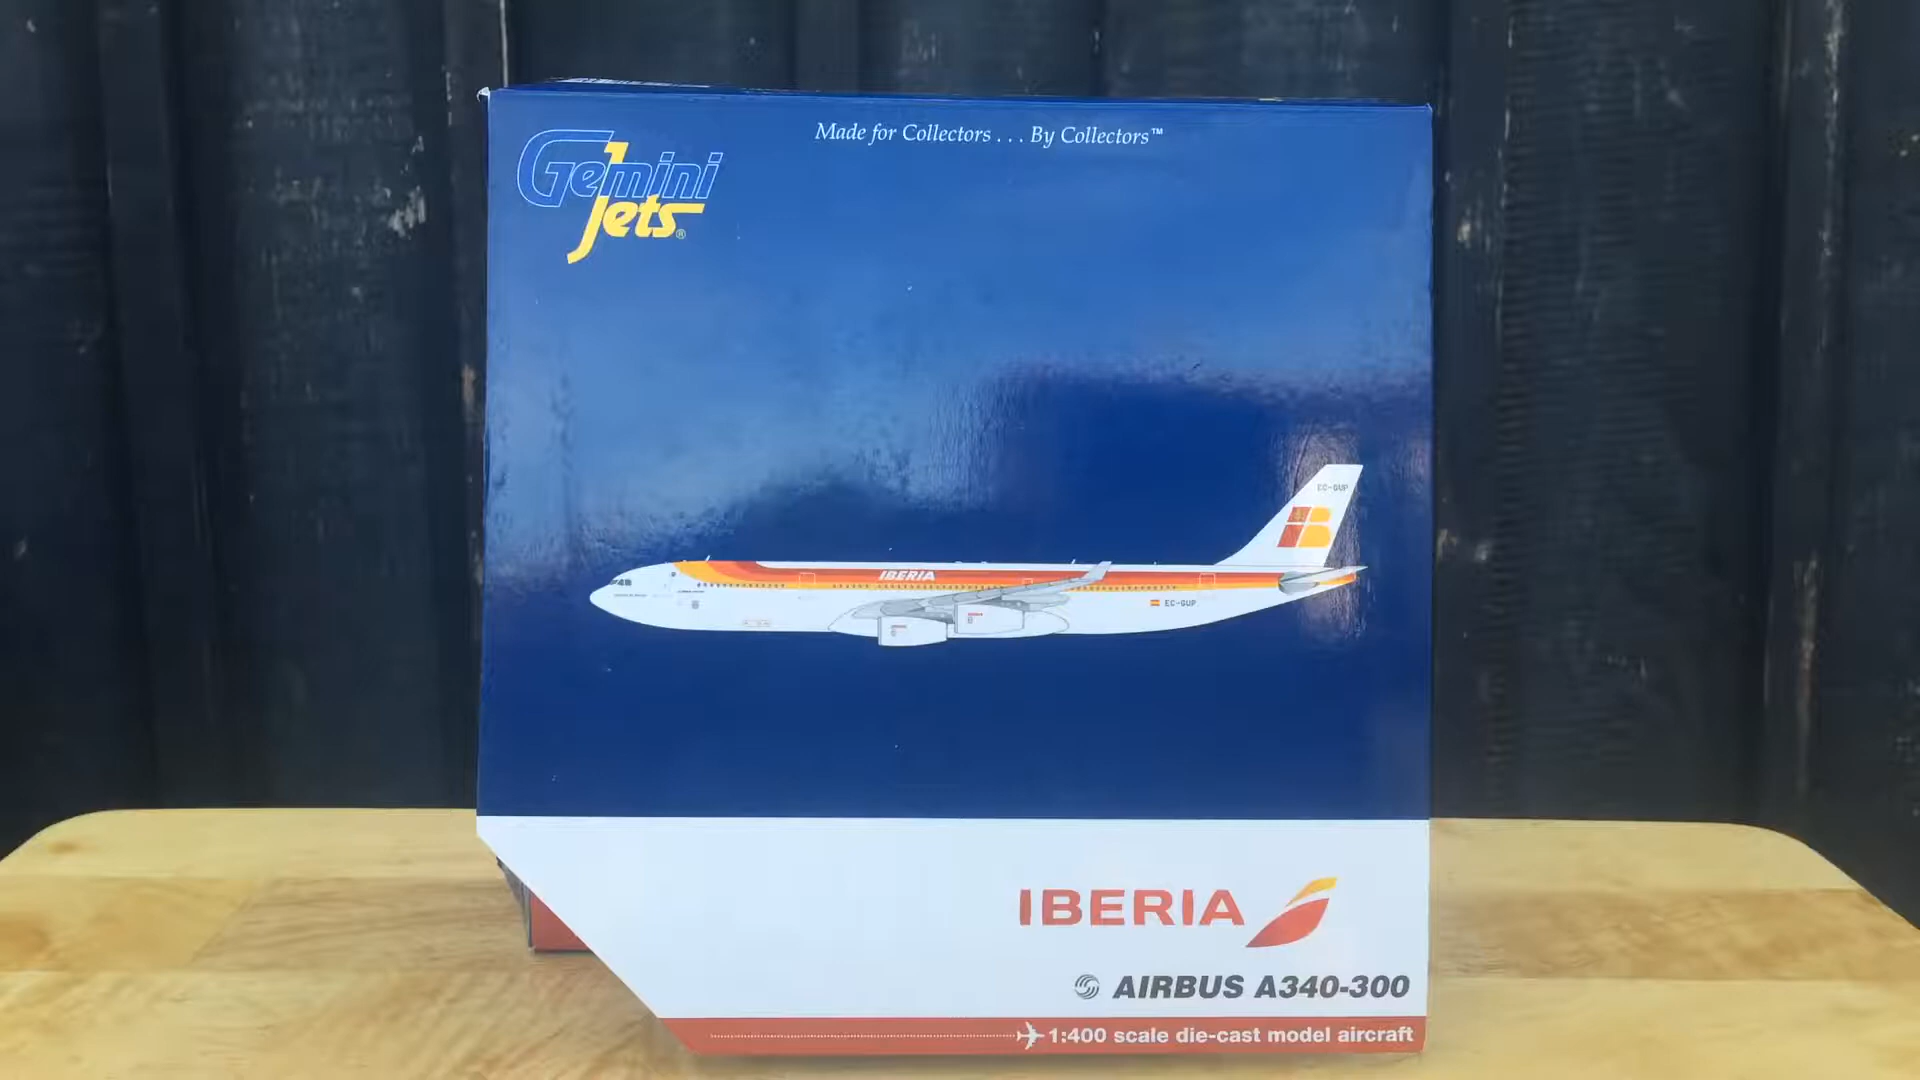 Made for Collectors . . . By Collectors™
Gemini
Jets®
EC-GUP
IB
IBERIA
EC-GUP
IBERIA
AIRBUS A340-300
1:400 scale die-cast model aircraft